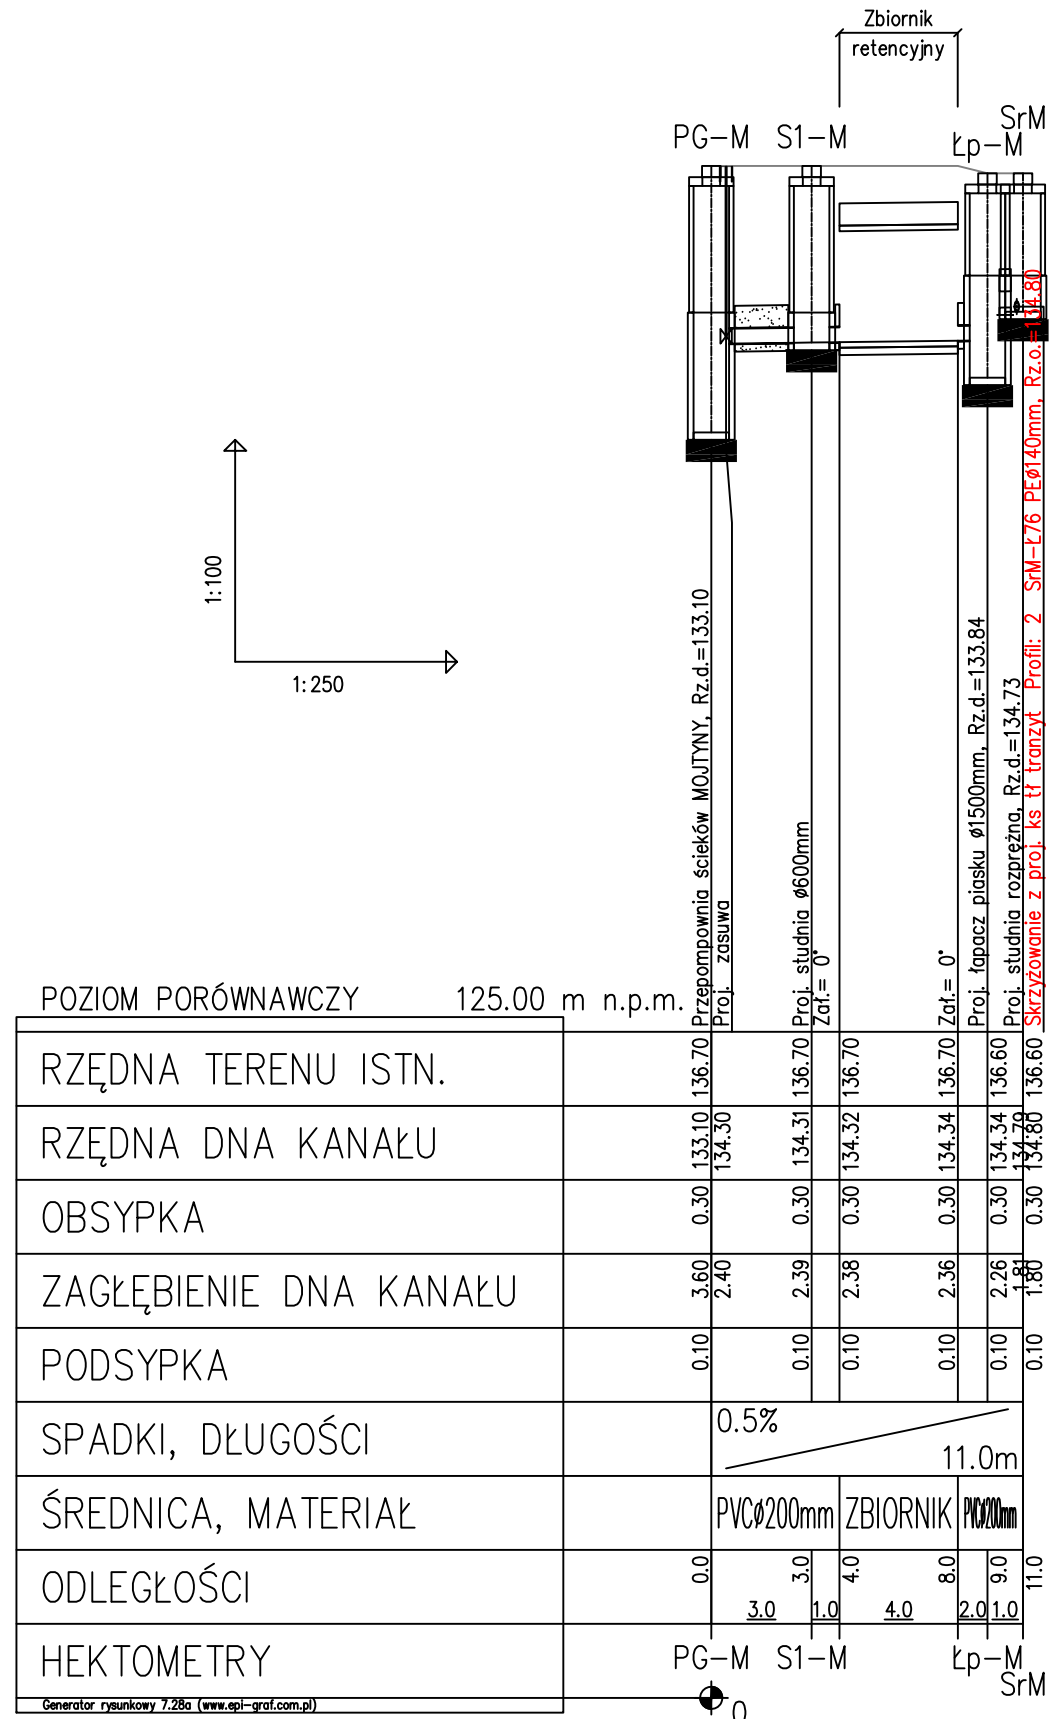 Zbiornik
retencyjny
SrM
PG-M S1-M Łp-M
1:100
1:250
Przepompownia ścieków MOJTYNY, Rz.d.=133.10
Proj. zasuwa
Proj. studnia ø600mm
Zał.= 0°
Zał.= 0°
Proj. łapacz piasku ø1500mm, Rz.d.=133.84
Proj. studnia rozprężna, Rz.d.=134.73
Skrzyżowanie z proj. ks tł tranzyt Profil: 2 SrM-Ł76 PEø140mm, Rz.o.=134.80
POZIOM PORÓWNAWCZY 125.00 m n.p.m.
RZĘDNA TERENU ISTN. 136.70 136.70 136.70 136.70 136.60 136.60
RZĘDNA DNA KANAŁU 133.10 134.30 134.31 134.32 134.34 134.34 134.79 134.80
OBSYPKA 0.30 0.30 0.30 0.30 0.30 0.30
ZAGŁĘBIENIE DNA KANAŁU 3.60 2.40 2.39 2.38 2.36 2.26 1.81 1.80
PODSYPKA 0.10 0.10 0.10 0.10 0.10 0.10
SPADKI, DŁUGOŚCI 0.5% 11.0m
ŚREDNICA, MATERIAŁ PVCø200mm ZBIORNIK PVCø200mm
ODLEGŁOŚCI 0.0 3.0 4.0 8.0 9.0 11.0
3.0 1.0 4.0 2.0 1.0
HEKTOMETRY PG-M S1-M Łp-M
SrM
Generator rysunkowy 7.28a (www.epi-graf.com.pl)
0